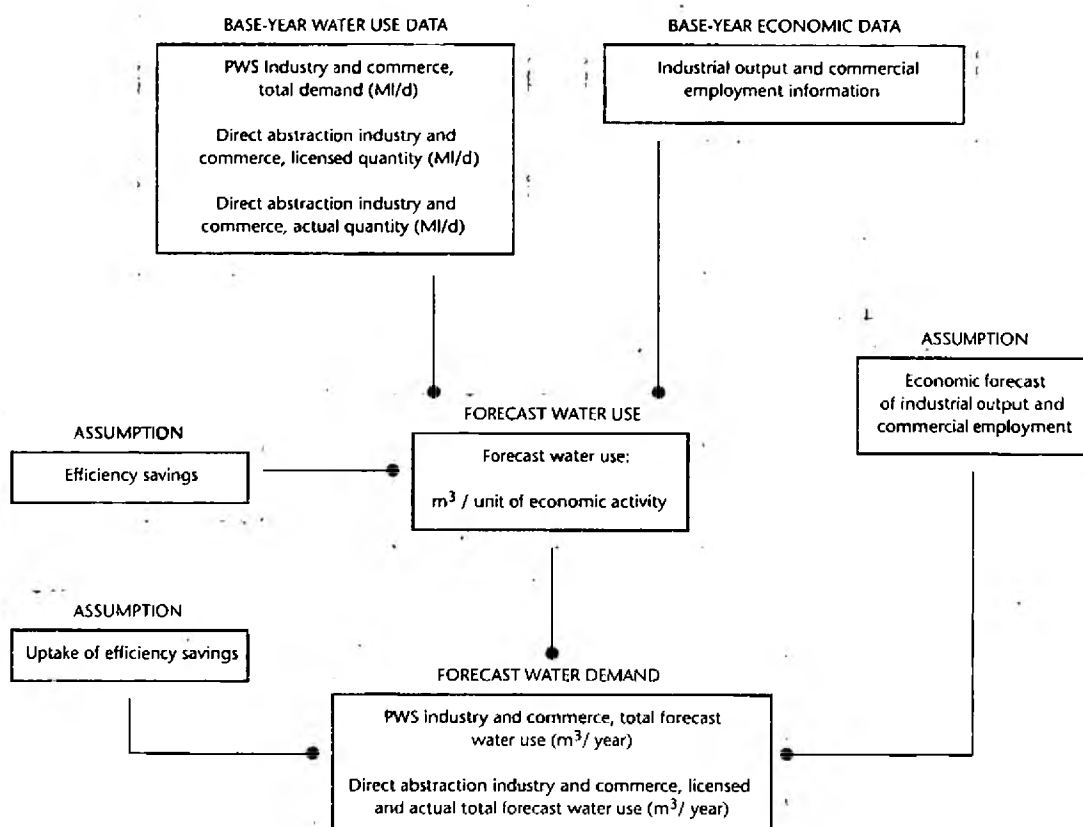 BASE-YEAR WATER USE DATA
PWS Industry and commerce,
total demand (Ml/d)
Direct abstraction industry and
commerce, licensed quantity (Ml/d)
Direct abstraction industry and
commerce, actual quantity (Ml/d)
BASE-YEAR ECONOMIC DATA
Industrial output and commercial
employment information
ASSUMPTION
Economic forecast
of industrial output and
commercial employment
FORECAST WATER USE
Forecast water use:
m³ / unit of economic activity
ASSUMPTION
Efficiency savings
ASSUMPTION
Uptake of efficiency savings
FORECAST WATER DEMAND
PWS industry and commerce, total forecast
water use (m³/ year)
Direct abstraction industry and commerce, licensed
and actual total forecast water use (m³/ year)